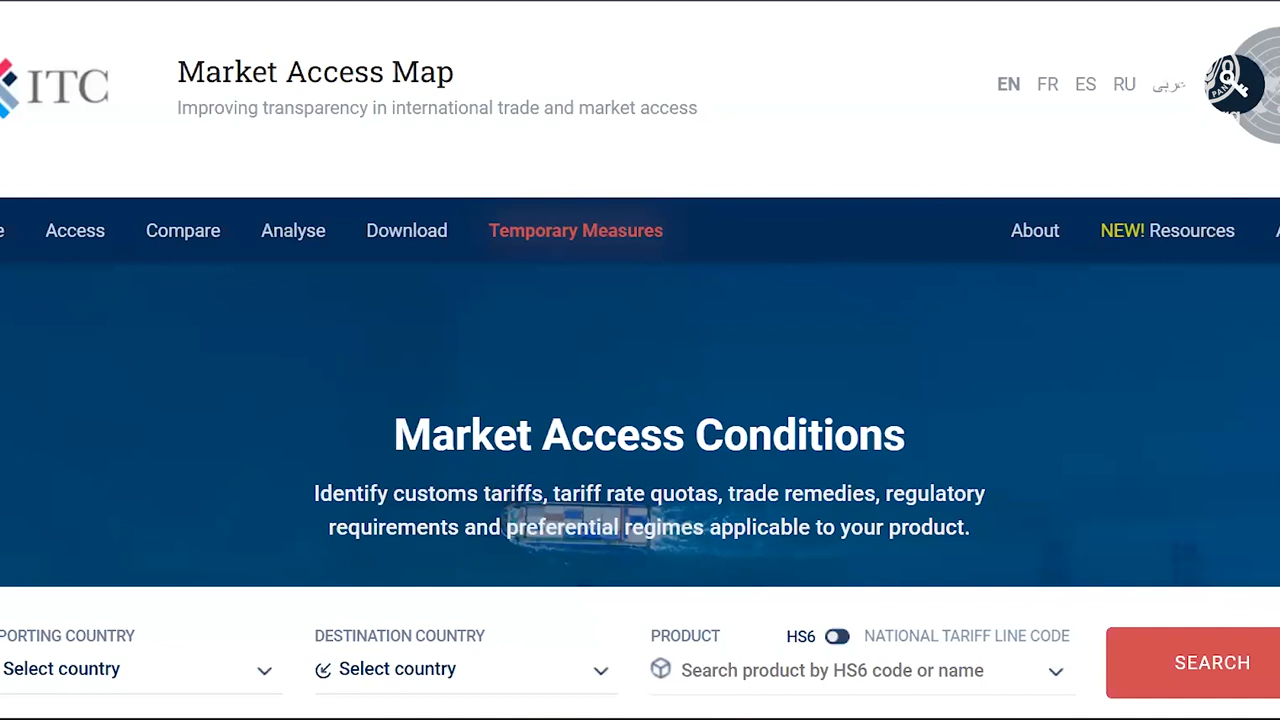 ITC
Market Access Map
Improving transparency in international trade and market access
EN FR ES RU عربي
PAN
e Access Compare Analyse Download Temporary Measures About NEW! Resources
Market Access Conditions
Identify customs tariffs, tariff rate quotas, trade remedies, regulatory
requirements and preferential regimes applicable to your product.
PORTING COUNTRY DESTINATION COUNTRY PRODUCT HS6 NATIONAL TARIFF LINE CODE
Select country Select country Search product by HS6 code or name SEARCH